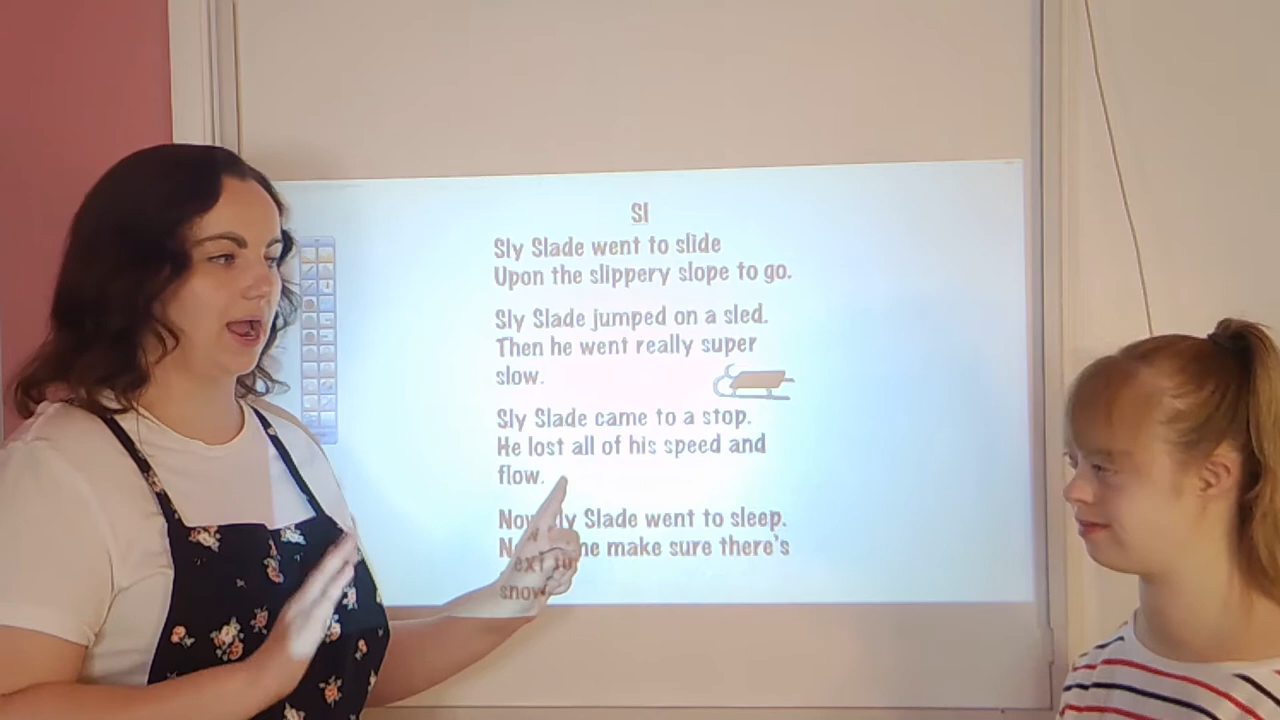 Sl
Sly Slade went to slide
Upon the slippery slope to go.
Sly Slade jumped on a sled.
Then he went really super
slow.
Sly Slade came to a stop.
He lost all of his speed and
flow.
Slade went to sleep.
make sure there's
snow